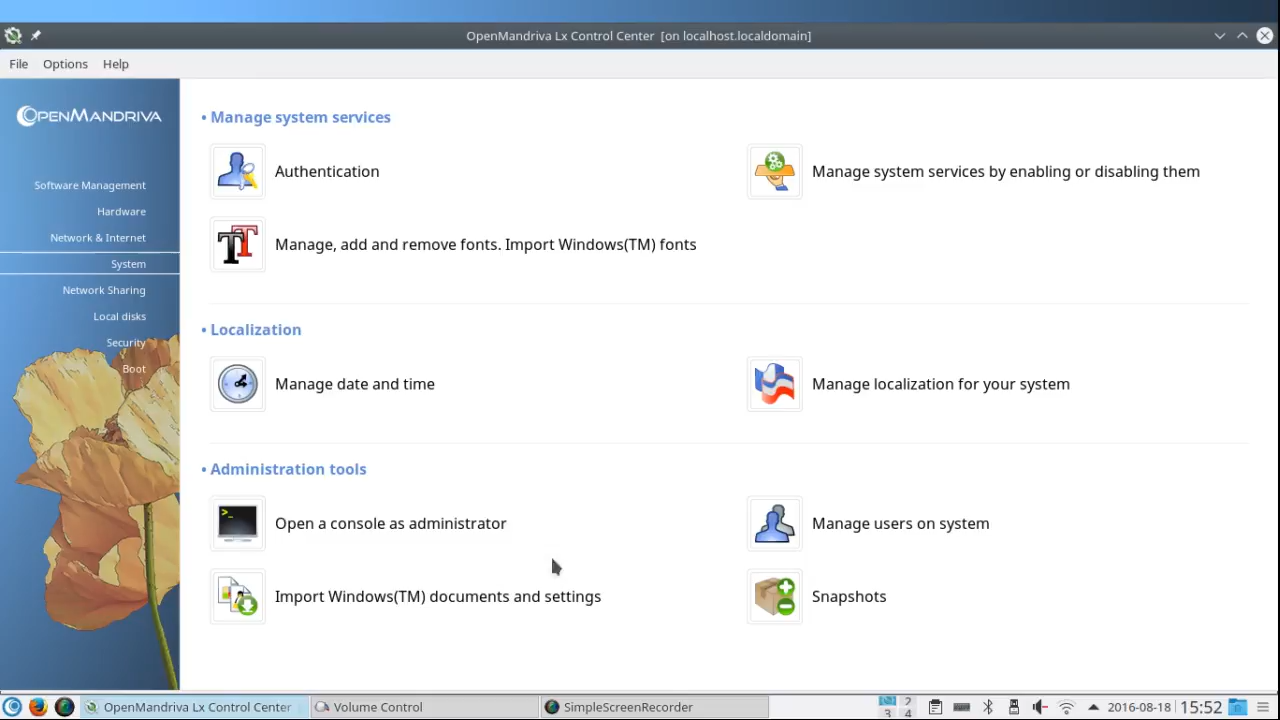 OpenMandriva Lx Control Center [on localhost.localdomain]
File Options Help
OPENMANDRIVA
Software Management
Hardware
Network & Internet
System
Network Sharing
Local disks
Security
Boot
• Manage system services
Authentication
Manage system services by enabling or disabling them
Manage, add and remove fonts. Import Windows(TM) fonts
• Localization
Manage date and time
Manage localization for your system
• Administration tools
Open a console as administrator
Manage users on system
Import Windows(TM) documents and settings
Snapshots
OpenMandriva Lx Control Center Volume Control SimpleScreenRecorder 2 3 4 2016-08-18 15:52